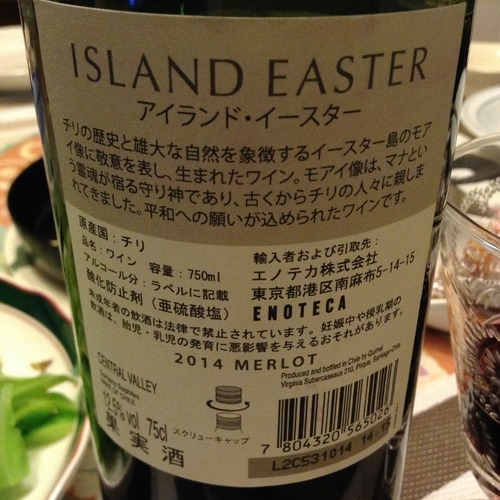 ISLAND EASTER
アイランド・イースター
チリの歴史と雄大な自然を象徴するイースター島のモア
イ像に敬意を表し、生まれたワイン。モアイ像は、マナとい
う霊魂が宿る守り神であり、古くからチリの人々に親しま
れてきました。平和への願いが込められたワインです。
原産国：チリ
品名：ワイン 容量：750ml
アルコール分：ラベルに記載
酸化防止剤（亜硫酸塩）
輸入者および引取先：
エノテカ株式会社
東京都港区南麻布5-14-15
ENOTECA
未成年者の飲酒は法律で禁止されています。妊娠中や授乳期の
飲酒は、胎児・乳児の発育に悪影響を与えるおそれがあります。
2014 MERLOT
CENTRAL VALLEY
WINE OF CHILE
12.5% vol 75cl
果実酒
スクリューキャップ
Produced and bottled in Chile by
Virginia Subercaseaux 210, Pirque, Santiago-Chile
7 804320 565026
L2C531014 14:15